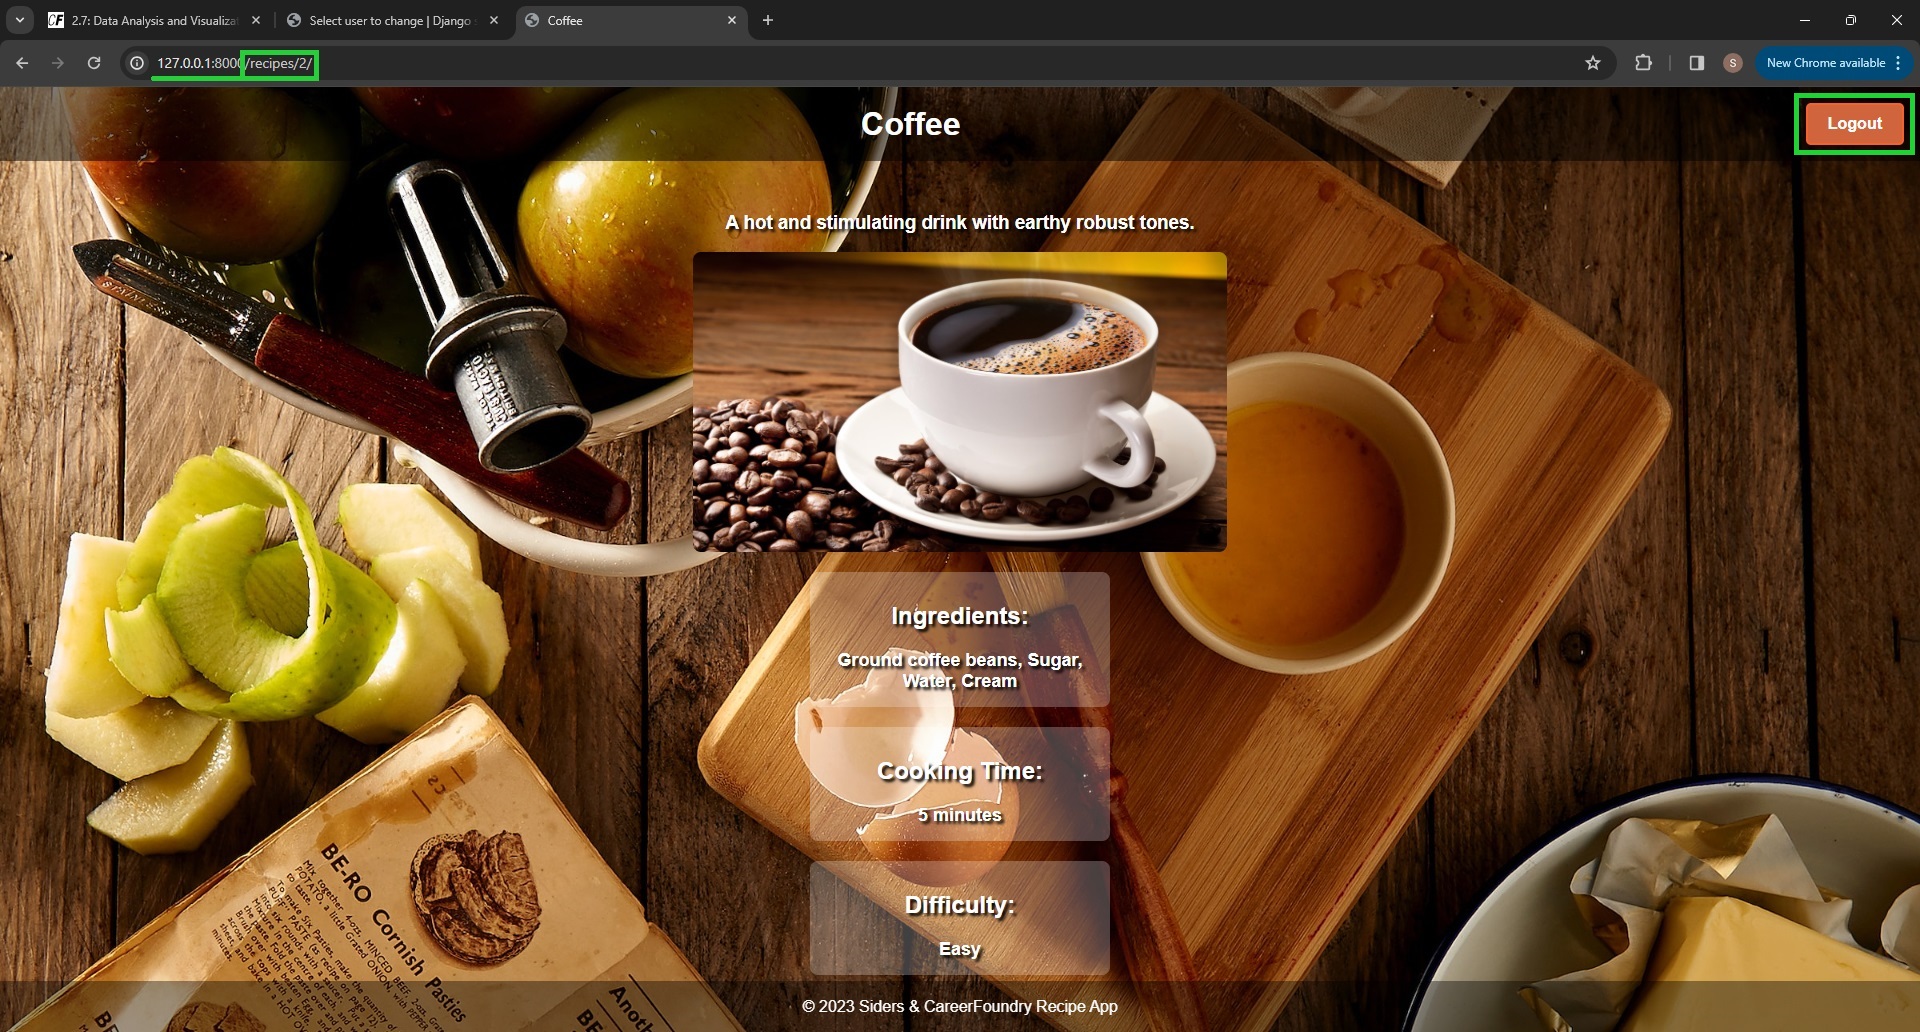 2.7: Data Analysis and Visualiza
Select user to change | Django
Coffee
127.0.0.1:8000/recipes/2/
S
New Chrome available
Coffee
Logout
A hot and stimulating drink with earthy robust tones.
Ingredients:
Ground coffee beans, Sugar,
Water, Cream
Cooking Time:
5 minutes
Difficulty:
Easy
BE-RO Cornish Pasties
Anoth
© 2023 Siders & CareerFoundry Recipe App